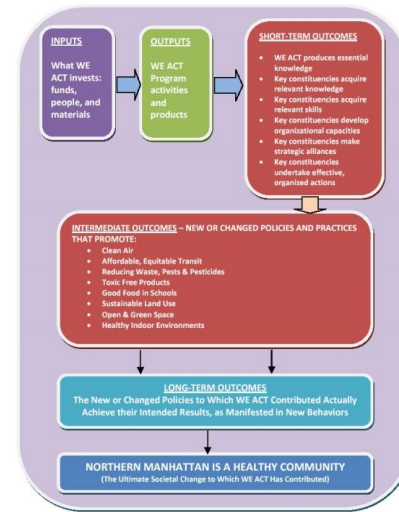 INPUTS
What WE
ACT invests:
funds,
people, and
materials
OUTPUTS
WE ACT
Program
activities
and
products
SHORT-TERM OUTCOMES
• WE ACT produces essential
knowledge
• Key constituencies acquire
relevant knowledge
• Key constituencies acquire
relevant skills
• Key constituencies develop
organizational capacities
• Key constituencies make
strategic alliances
• Key constituencies
undertake effective,
organized actions
INTERMEDIATE OUTCOMES – NEW OR CHANGED POLICIES AND PRACTICES
THAT PROMOTE:
• Clean Air
• Affordable, Equitable Transit
• Reducing Waste, Pests & Pesticides
• Toxic Free Products
• Good Food in Schools
• Sustainable Land Use
• Open & Green Space
• Healthy Indoor Environments
LONG-TERM OUTCOMES
The New or Changed Policies to Which WE ACT Contributed Actually
Achieve their Intended Results, as Manifested in New Behaviors
NORTHERN MANHATTAN IS A HEALTHY COMMUNITY
(The Ultimate Societal Change to Which WE ACT Has Contributed)